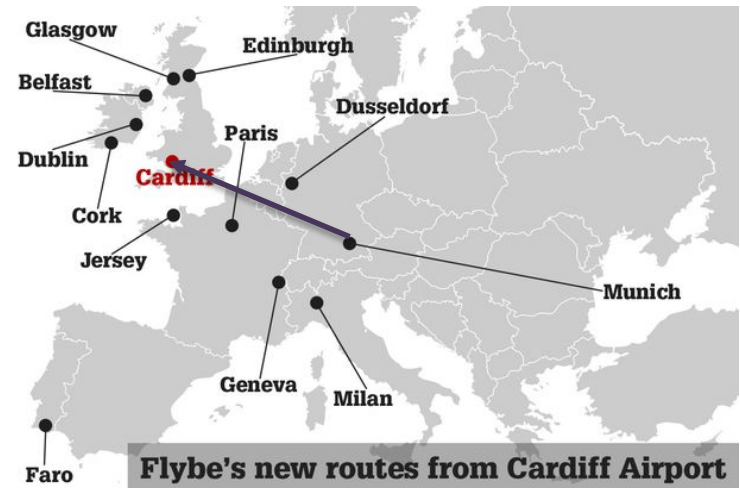 Glasgow
Edinburgh
Belfast
Dusseldorf
Paris
Dublin
Cardiff
Cork
Jersey
Munich
Geneva
Milan
Faro
Flybe's new routes from Cardiff Airport